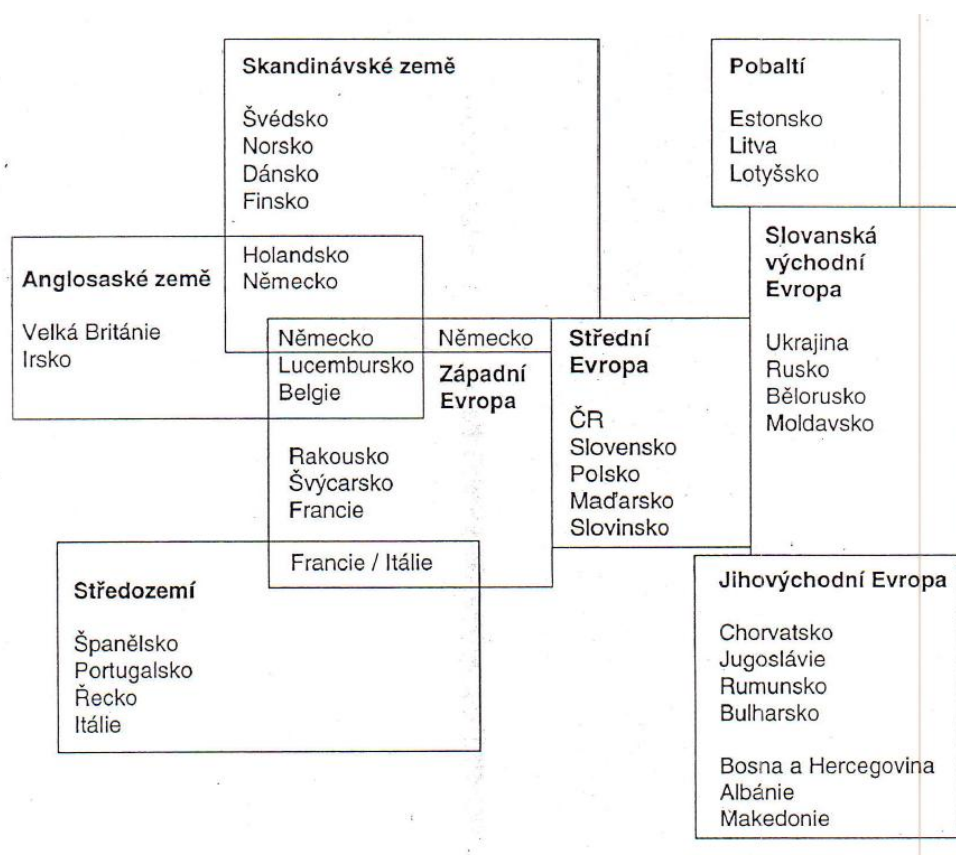 Skandinávské země
Švédsko
Norsko
Dánsko
Finsko
Holandsko
Německo
Pobaltí
Estonsko
Litva
Lotyšsko
Anglosaské země
Velká Británie
Irsko
Německo
Lucembursko
Belgie
Německo
Západní
Evropa
Rakousko
Švýcarsko
Francie
Francie / Itálie
Střední
Evropa
ČR
Slovensko
Polsko
Maďarsko
Slovinsko
Slovanská
východní
Evropa
Ukrajina
Rusko
Bělorusko
Moldavsko
Středozemí
Španělsko
Portugalsko
Řecko
Itálie
Jihovýchodní Evropa
Chorvatsko
Jugoslávie
Rumunsko
Bulharsko
Bosna a Hercegovina
Albánie
Makedonie